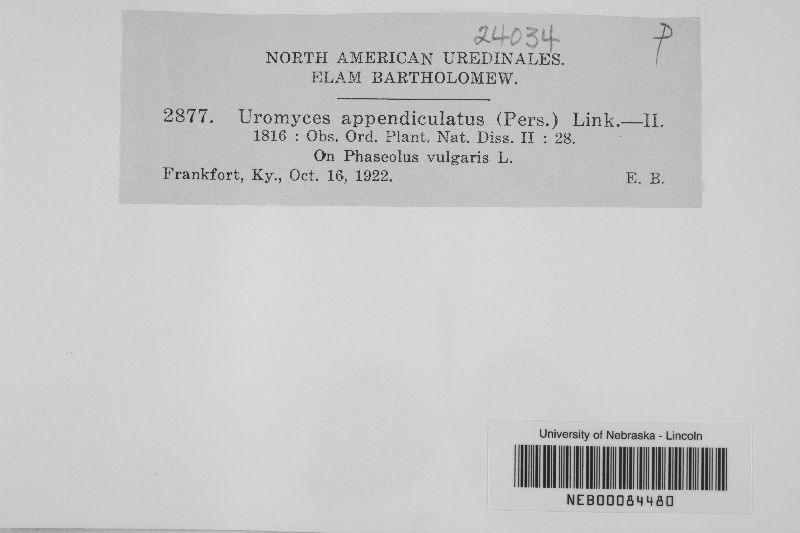 24034 P
NORTH AMERICAN UREDINALES.
ELAM BARTHOLOMEW.
2877. Uromyces appendiculatus (Pers.) Link.—II.
1816 : Obs. Ord. Plant. Nat. Diss. II : 28.
On Phaseolus vulgaris L.
Frankfort, Ky., Oct. 16, 1922. E. B.
University of Nebraska - Lincoln
NEB00084480